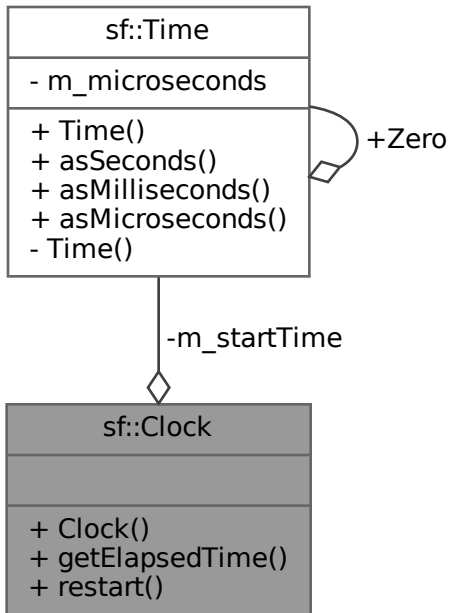 sf::Time
- m_microseconds
+ Time()
+ asSeconds()
+ asMilliseconds()
+ asMicroseconds()
- Time()
+Zero
-m_startTime
sf::Clock
+ Clock()
+ getElapsedTime()
+ restart()